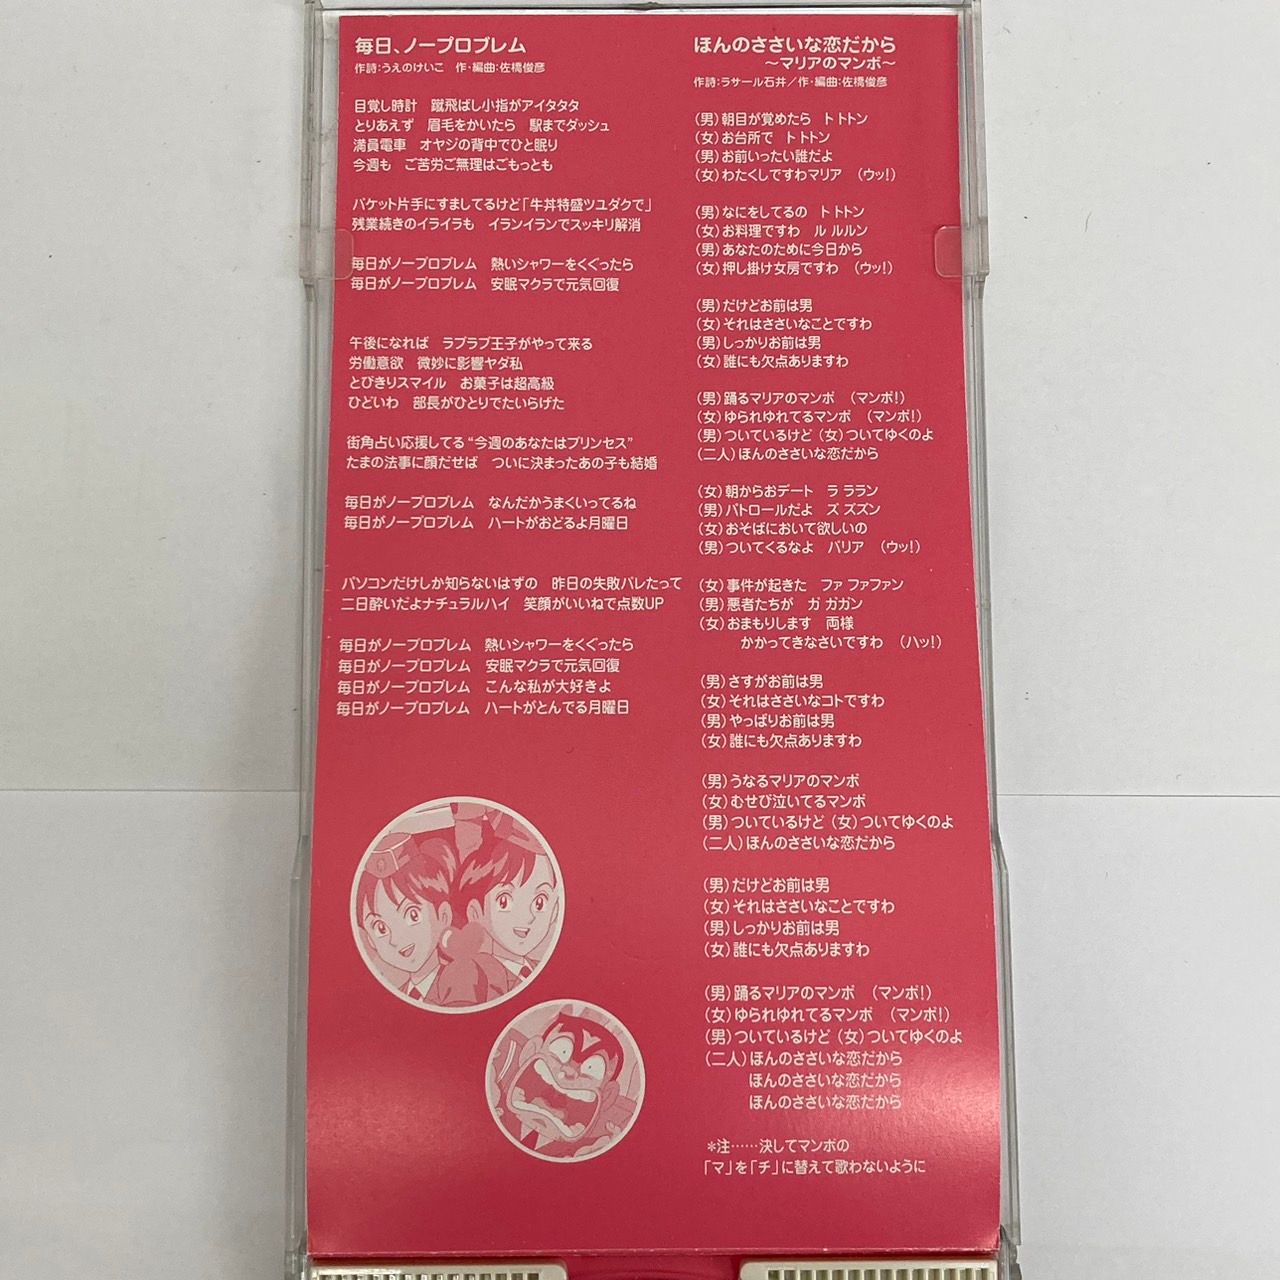 毎日、ノープロブレム
作詩:うえのけいこ　作・編曲:佐橋俊彦
目覚し時計　蹴飛ばし小指がアイタタタ
とりあえず　眉毛をかいたら　駅までダッシュ
満員電車　オヤジの背中でひと眠り
今週も　ご苦労ご無理はごもっとも
バケット片手にすましてるけど「牛丼特盛ツユダクで」
残業続きのイライラも　イランイランでスッキリ解消
毎日がノープロブレム　熱いシャワーをくぐったら
毎日がノープロブレム　安眠マクラで元気回復
午後になれば　ラブラブ王子がやって来る
労働意欲　微妙に影響ヤダ私
とびきりスマイル　お菓子は超高級
ひどいわ　部長がひとりでたいらげた
街角占い応援してる“今週のあなたはプリンセス”
たまの法事に顔だせば　ついに決まったあの子も結婚
毎日がノープロブレム　なんだかうまくいってるね
毎日がノープロブレム　ハートがおどるよ月曜日
パソコンだけしか知らないはずの　昨日の失敗バレたって
二日酔いだよナチュラルハイ　笑顔がいいねで点数UP
毎日がノープロブレム　熱いシャワーをくぐったら
毎日がノープロブレム　安眠マクラで元気回復
毎日がノープロブレム　こんな私が大好きよ
毎日がノープロブレム　ハートがとんでる月曜日
ほんのささいな恋だから
〜マリアのマンボ〜
作詩:ラサール石井／作・編曲:佐橋俊彦
(男)朝目が覚めたら　ト トトン
(女)お台所で　ト トトン
(男)お前いったい誰だよ
(女)わたくしですわマリア　(ウッ!)
(男)なにをしてるの　ト トトン
(女)お料理ですわ　ル ルルン
(男)あなたのために今日から
(女)押し掛け女房ですわ　(ウッ!)
(男)だけどお前は男
(女)それはささいなことですわ
(男)しっかりお前は男
(女)誰にも欠点ありますわ
(男)踊るマリアのマンボ　(マンボ!)
(女)ゆられゆれてるマンボ　(マンボ!)
(男)ついているけど (女)ついてゆくのよ
(二人)ほんのささいな恋だから
(女)朝からおデート　ラ ララン
(男)パトロールだよ　ズ ズズン
(女)おそばにおいて欲しいの
(男)ついてくるなよ　バリア　(ウッ!)
(女)事件が起きた　ファ ファファン
(男)悪者たちが　ガ ガガン
(女)おまもりします　両様
かかってきなさいですわ　(ハッ!)
(男)さすがお前は男
(女)それはささいなコトですわ
(男)やっぱりお前は男
(女)誰にも欠点ありますわ
(男)うなるマリアのマンボ
(女)むせび泣いてるマンボ
(男)ついているけど (女)ついてゆくのよ
(二人)ほんのささいな恋だから
(男)だけどお前は男
(女)それはささいなことですわ
(男)しっかりお前は男
(女)誰にも欠点ありますわ
(男)踊るマリアのマンボ　(マンボ!)
(女)ゆられゆれてるマンボ　(マンボ!)
(男)ついているけど (女)ついてゆくのよ
(二人)ほんのささいな恋だから
ほんのささいな恋だから
ほんのささいな恋だから
*注……決してマンボの
「マ」を「チ」に替えて歌わないように